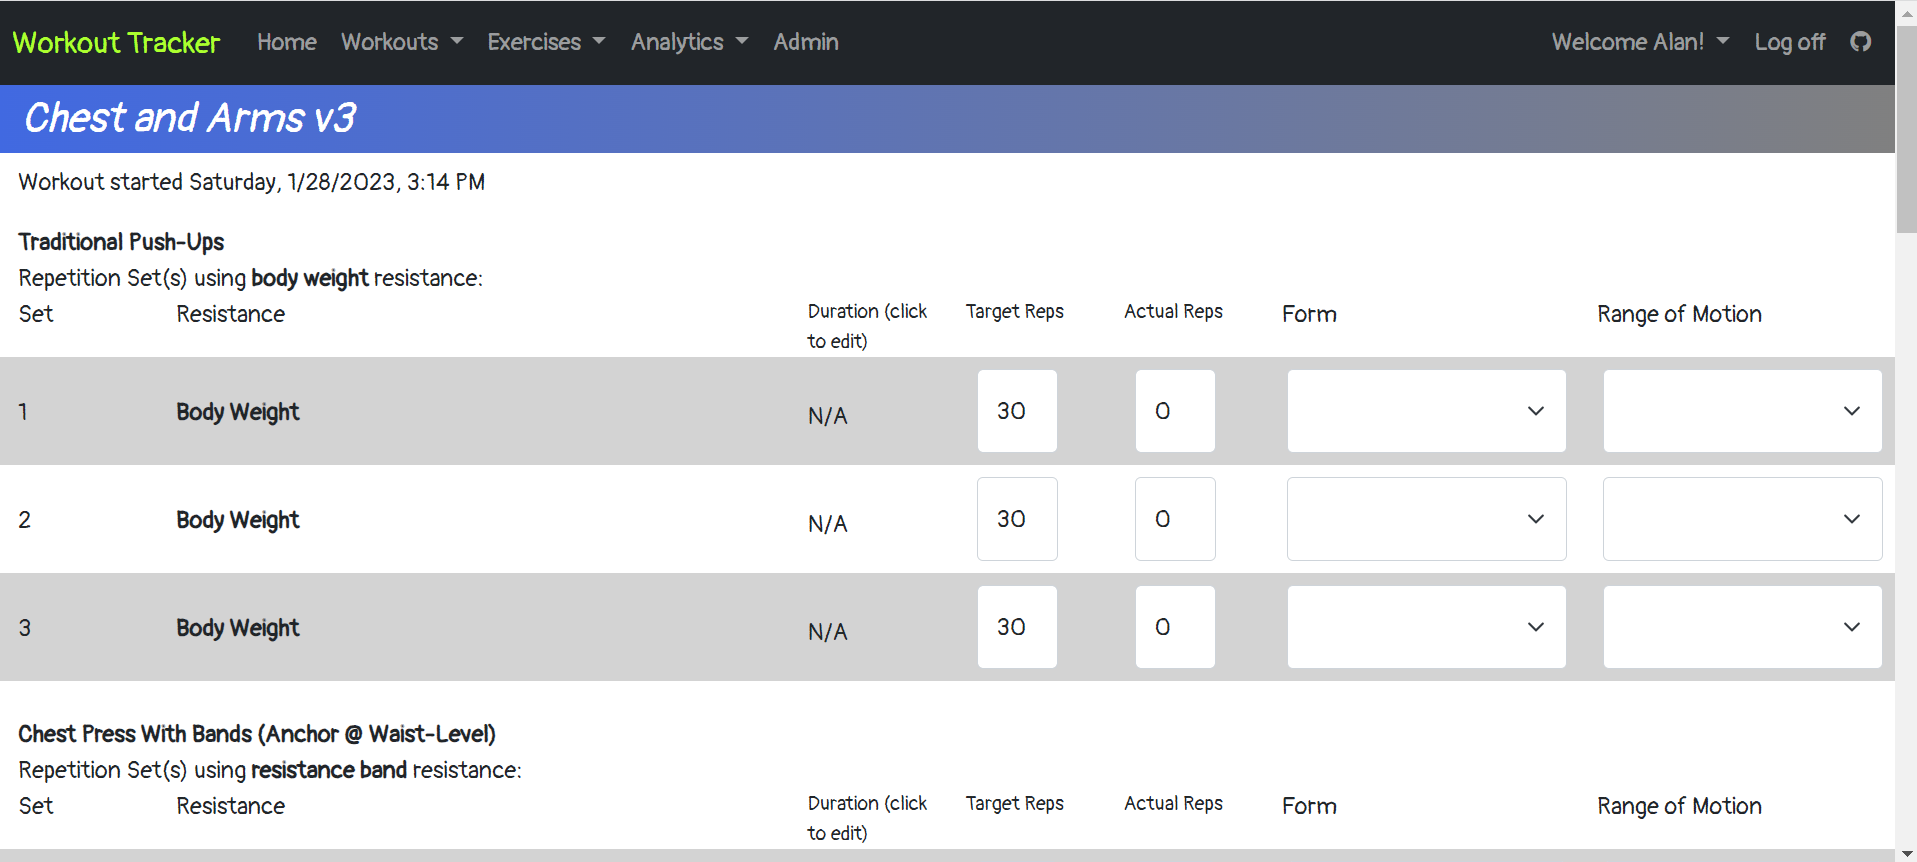 Workout Tracker Home Workouts Exercises Analytics Admin Welcome Alan! Log off
Chest and Arms v3
Workout started Saturday, 1/28/2023, 3:14 PM
Traditional Push-Ups
Repetition Set(s) using body weight resistance:
Set Resistance Duration (click to edit) Target Reps Actual Reps Form Range of Motion
1 Body Weight N/A 30 0
2 Body Weight N/A 30 0
3 Body Weight N/A 30 0
Chest Press With Bands (Anchor @ Waist-Level)
Repetition Set(s) using resistance band resistance:
Set Resistance Duration (click to edit) Target Reps Actual Reps Form Range of Motion